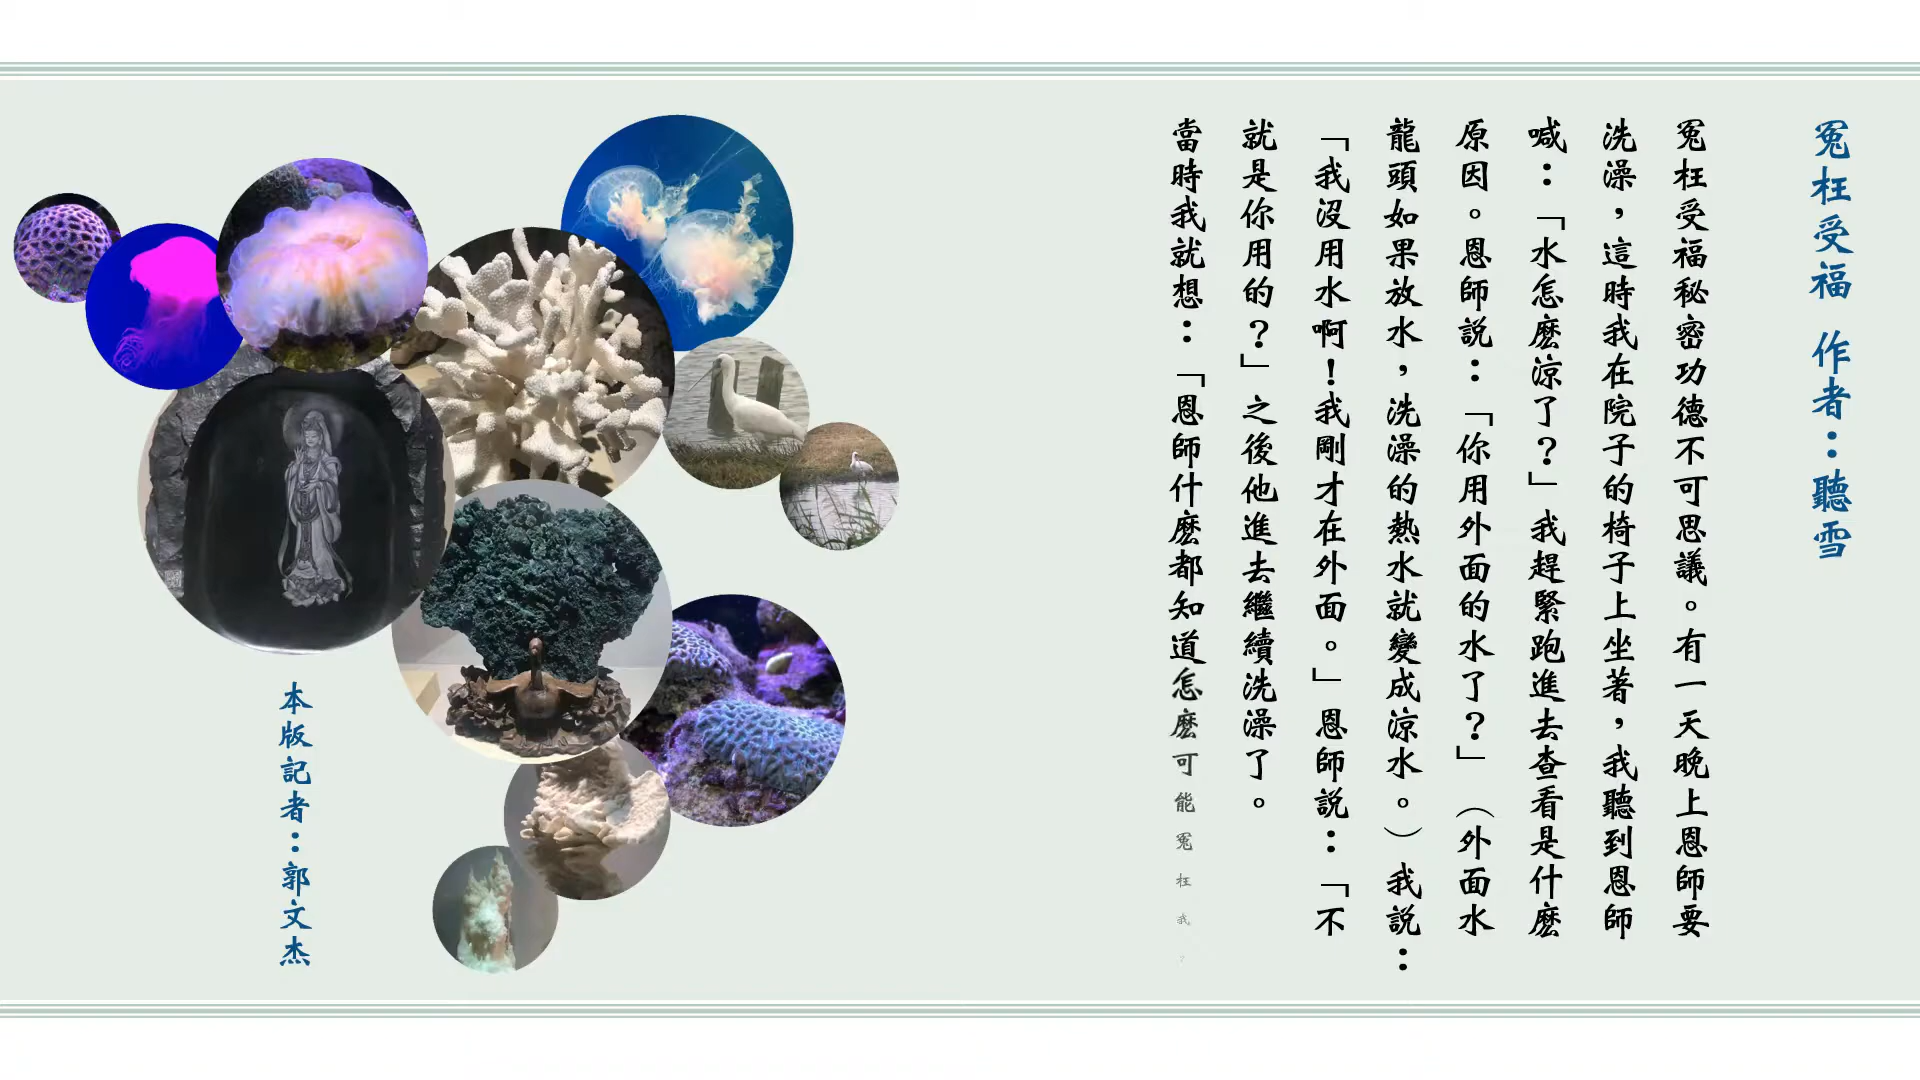 冤枉受福 作者：聽雪
冤枉受福秘密功德不可思議。有一天晚上恩師要
洗澡，這時我在院子的椅子上坐著，我聽到恩師
喊：「水怎麽涼了？」我趕緊跑進去查看是什麽
原因。恩師説：「你用外面的水了？」（外面水
龍頭如果放水，洗澡的熱水就變成涼水。）我説：
「我沒用水啊！我剛才在外面。」恩師説：「不
就是你用的？」之後他進去繼續洗澡了。
當時我就想：「恩師什麽都知道怎麽可能冤枉我？
本版記者：郭文杰